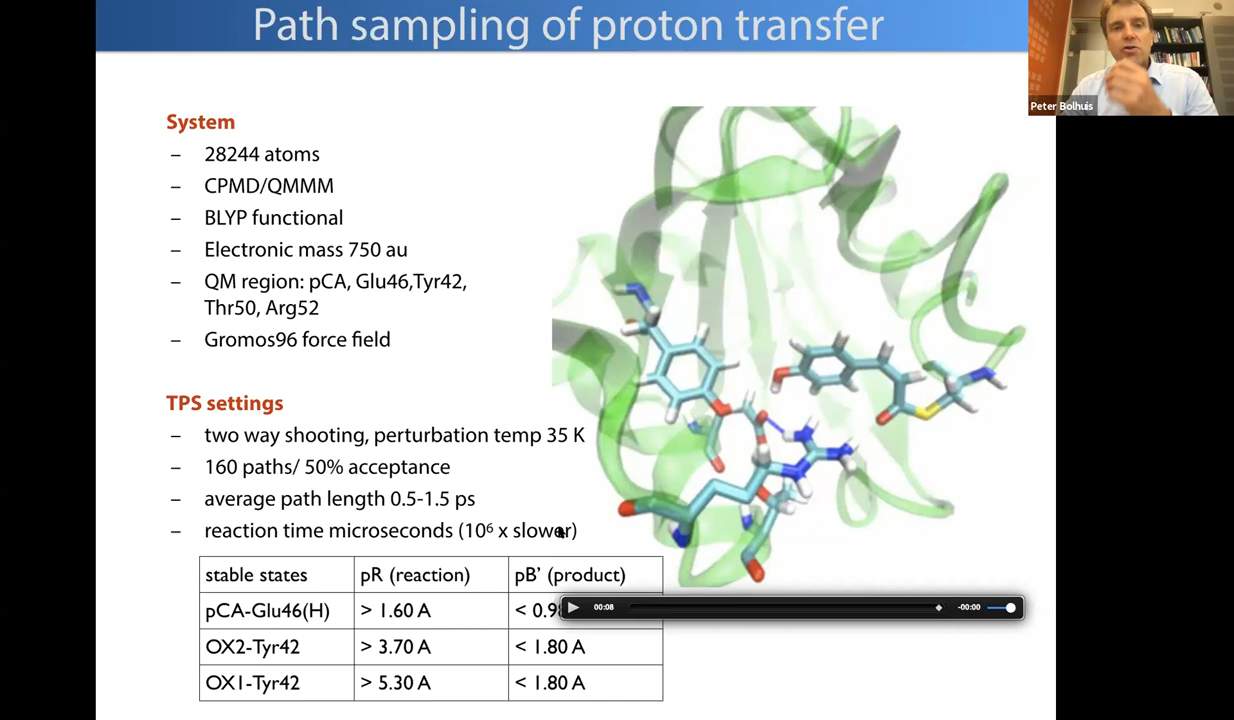 Path sampling of proton transfer
Peter Bolhuis
System
– 28244 atoms
– CPMD/QMMM
– BLYP functional
– Electronic mass 750 au
– QM region: pCA, Glu46,Tyr42,
Thr50, Arg52
– Gromos96 force field
TPS settings
– two way shooting, perturbation temp 35 K
– 160 paths/ 50% acceptance
– average path length 0.5-1.5 ps
– reaction time microseconds (10⁶ x slower)
stable states pR (reaction) pB’ (product)
pCA-Glu46(H) > 1.60 A < 0.9
OX2-Tyr42 > 3.70 A < 1.80 A
OX1-Tyr42 > 5.30 A < 1.80 A
00:08 -00:00